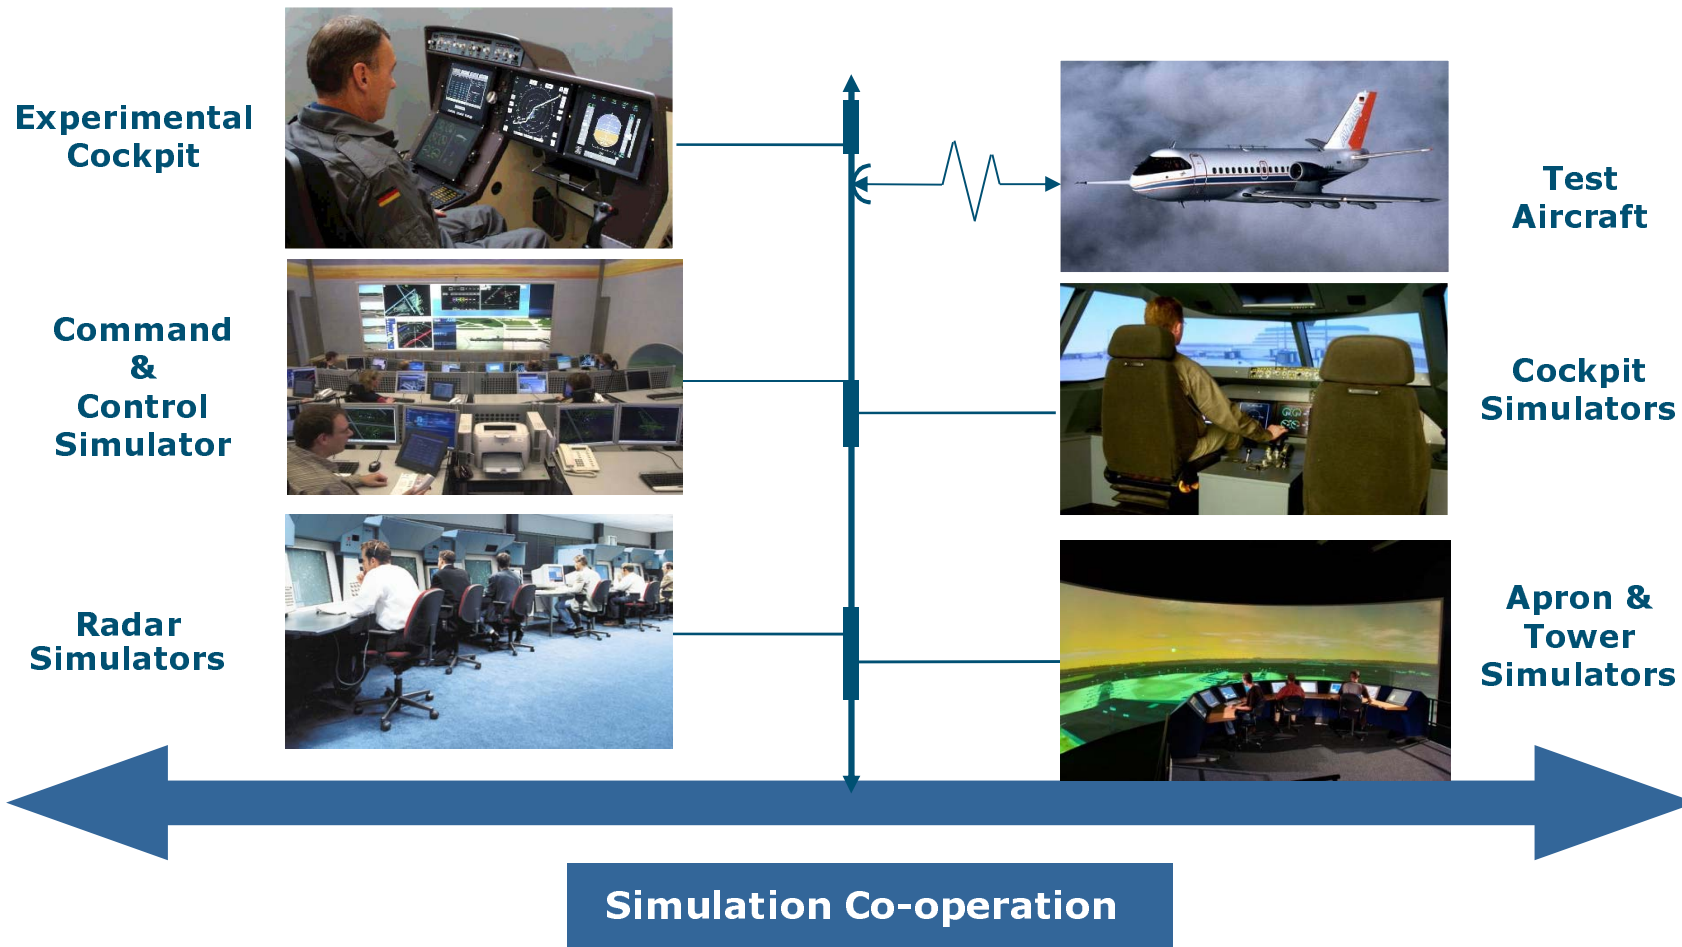 Experimental
Cockpit
Test
Aircraft
Command
&
Control
Simulator
Cockpit
Simulators
Radar
Simulators
Apron &
Tower
Simulators
Simulation Co-operation